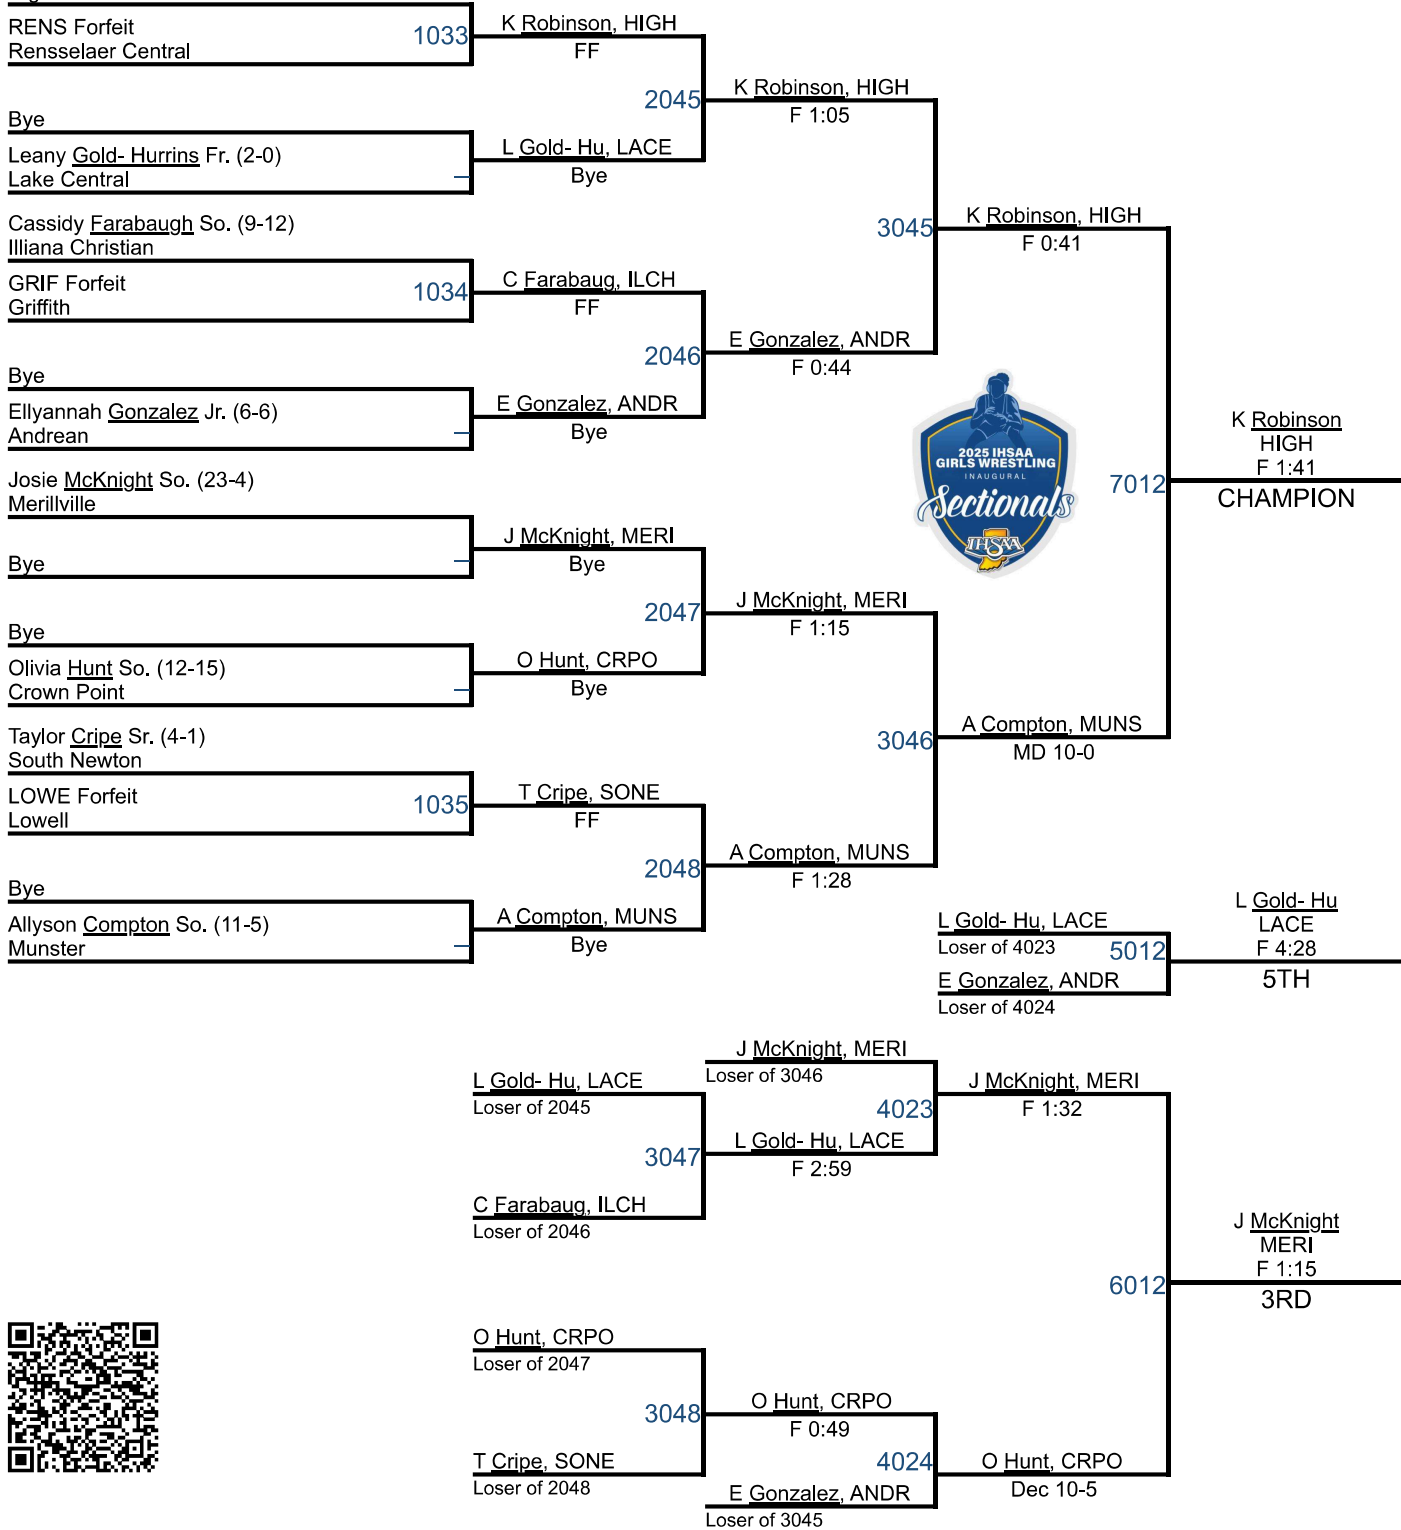 RENS Forfeit
Rensselaer Central
1033
K Robinson, HIGH
FF
2045
K Robinson, HIGH
F 1:05
Bye
Leany Gold- Hurrins Fr. (2-0)
Lake Central
L Gold- Hu, LACE
Bye
Cassidy Farabaugh So. (9-12)
Illiana Christian
3045
K Robinson, HIGH
F 0:41
GRIF Forfeit
Griffith
1034
C Farabaug, ILCH
FF
2046
E Gonzalez, ANDR
F 0:44
Bye
Ellyannah Gonzalez Jr. (6-6)
Andrean
E Gonzalez, ANDR
Bye
2025 IHSAA
GIRLS WRESTLING
INAUGURAL
Sectionals
IHSAA
7012
K Robinson
HIGH
F 1:41
CHAMPION
Josie McKnight So. (23-4)
Merillville
Bye
J McKnight, MERI
Bye
2047
J McKnight, MERI
F 1:15
Bye
Olivia Hunt So. (12-15)
Crown Point
O Hunt, CRPO
Bye
3046
A Compton, MUNS
MD 10-0
Taylor Cripe Sr. (4-1)
South Newton
LOWE Forfeit
Lowell
1035
T Cripe, SONE
FF
2048
A Compton, MUNS
F 1:28
Bye
Allyson Compton So. (11-5)
Munster
A Compton, MUNS
Bye
L Gold- Hu, LACE
Loser of 4023
5012
E Gonzalez, ANDR
Loser of 4024
L Gold- Hu
LACE
F 4:28
5TH
J McKnight, MERI
Loser of 3046
L Gold- Hu, LACE
Loser of 2045
4023
J McKnight, MERI
F 1:32
3047
L Gold- Hu, LACE
F 2:59
C Farabaug, ILCH
Loser of 2046
6012
J McKnight
MERI
F 1:15
3RD
O Hunt, CRPO
Loser of 2047
3048
O Hunt, CRPO
F 0:49
T Cripe, SONE
Loser of 2048
4024
O Hunt, CRPO
Dec 10-5
E Gonzalez, ANDR
Loser of 3045